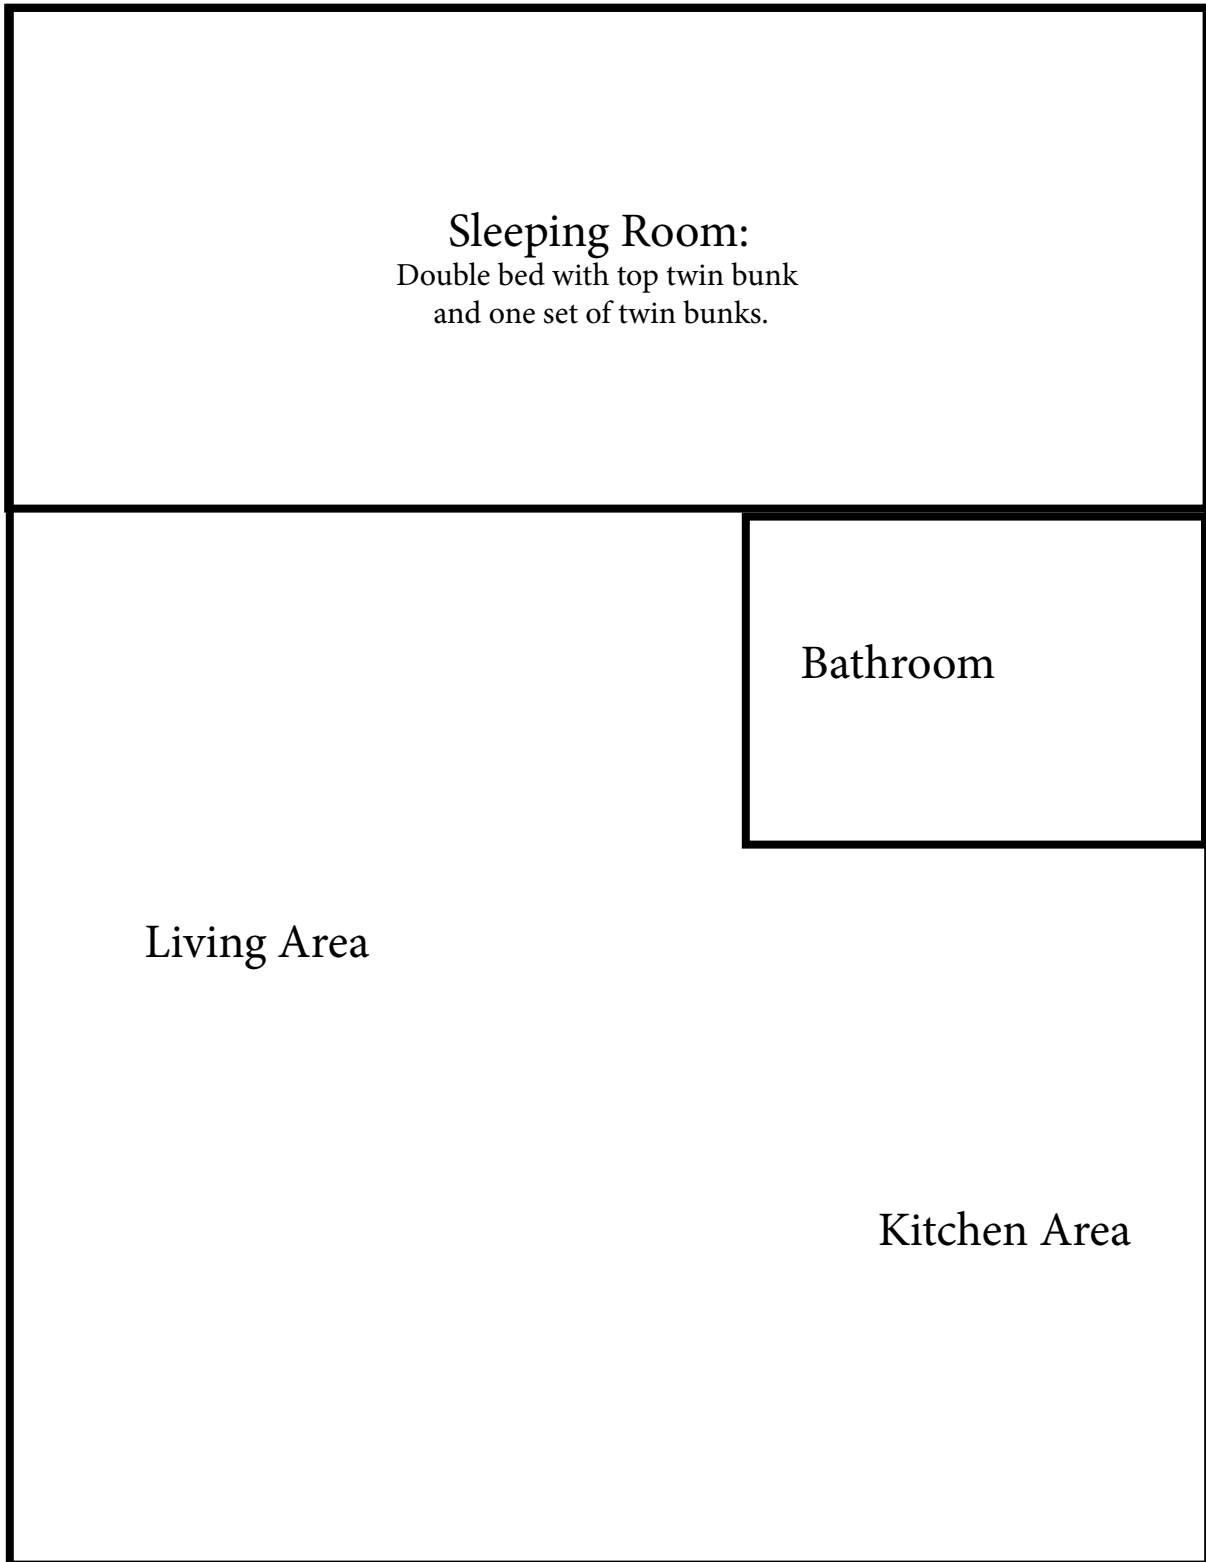 Sleeping Room:
Double bed with top twin bunk
and one set of twin bunks.
Bathroom
Living Area
Kitchen Area